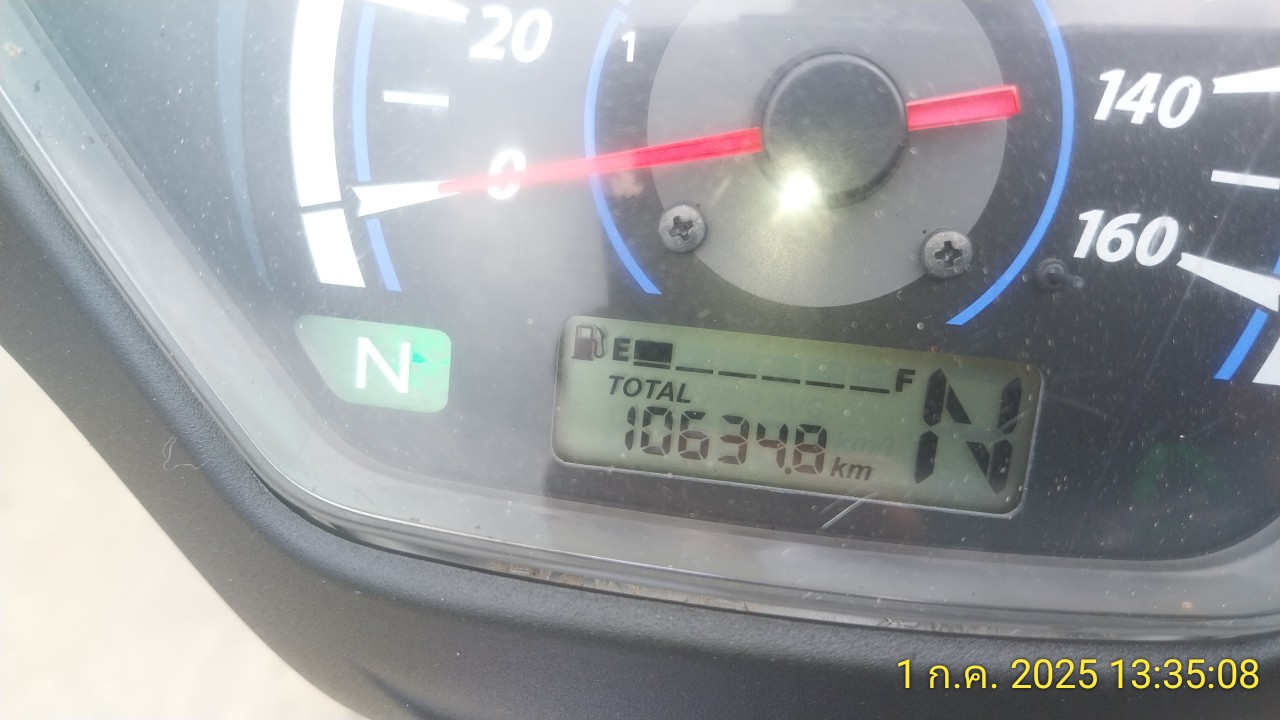 20
1
0
140
160
N
E F
TOTAL
N
10634.8 km
1 ก.ค. 2025 13:35:08